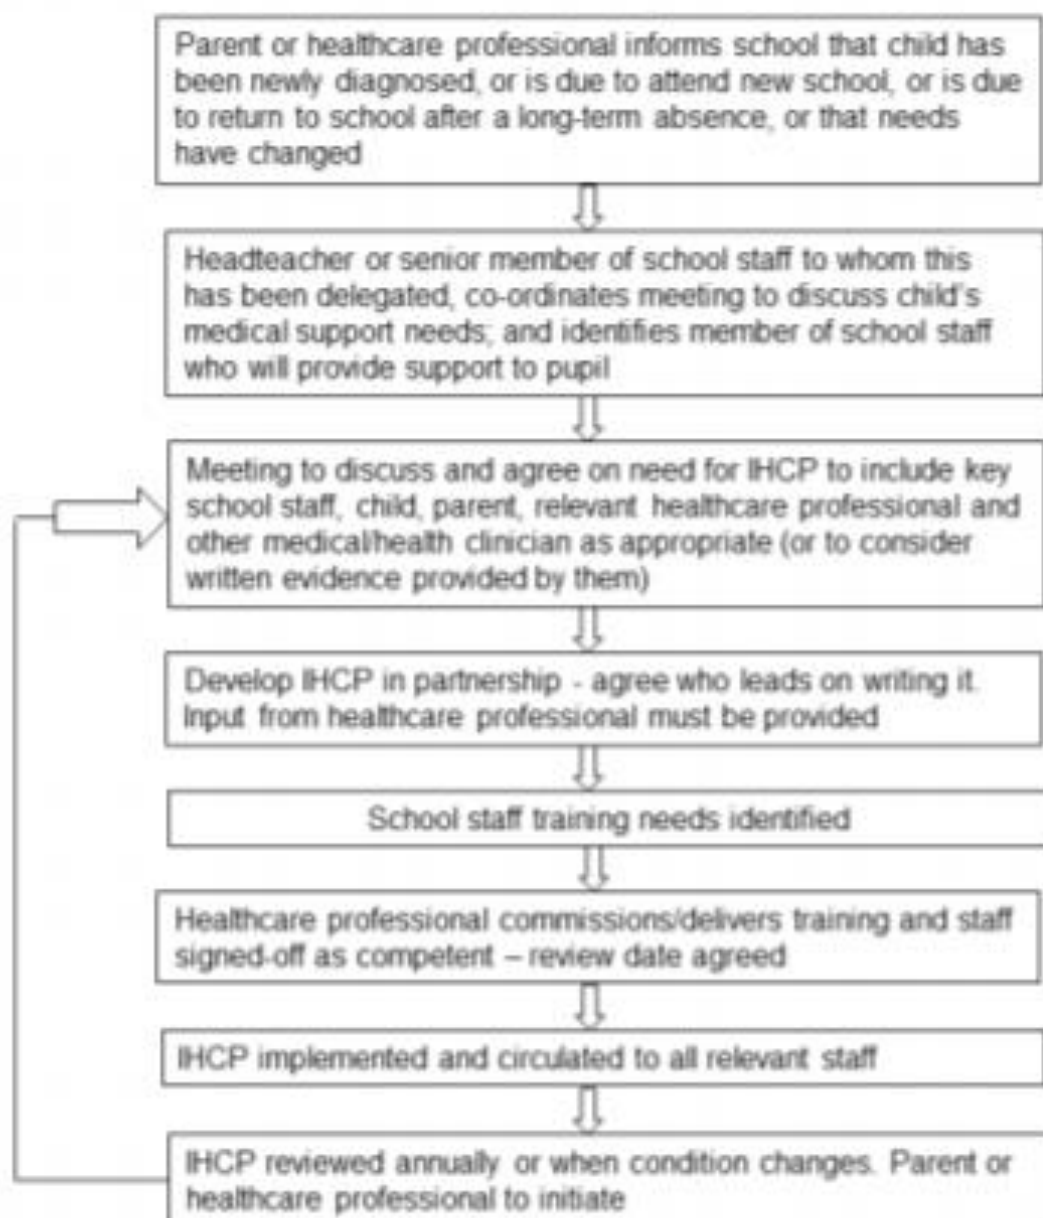 Parent or healthcare professional informs school that child has
been newly diagnosed, or is due to attend new school, or is due
to return to school after a long-term absence, or that needs
have changed
Headteacher or senior member of school staff to whom this
has been delegated, co-ordinates meeting to discuss child's
medical support needs; and identifies member of school staff
who will provide support to pupil
Meeting to discuss and agree on need for IHCP to include key
school staff, child, parent, relevant healthcare professional and
other medical/health clinician as appropriate (or to consider
written evidence provided by them)
Develop IHCP in partnership - agree who leads on writing it.
Input from healthcare professional must be provided
School staff training needs identified
Healthcare professional commissions/delivers training and staff
signed-off as competent – review date agreed
IHCP implemented and circulated to all relevant staff
IHCP reviewed annually or when condition changes. Parent or
healthcare professional to initiate